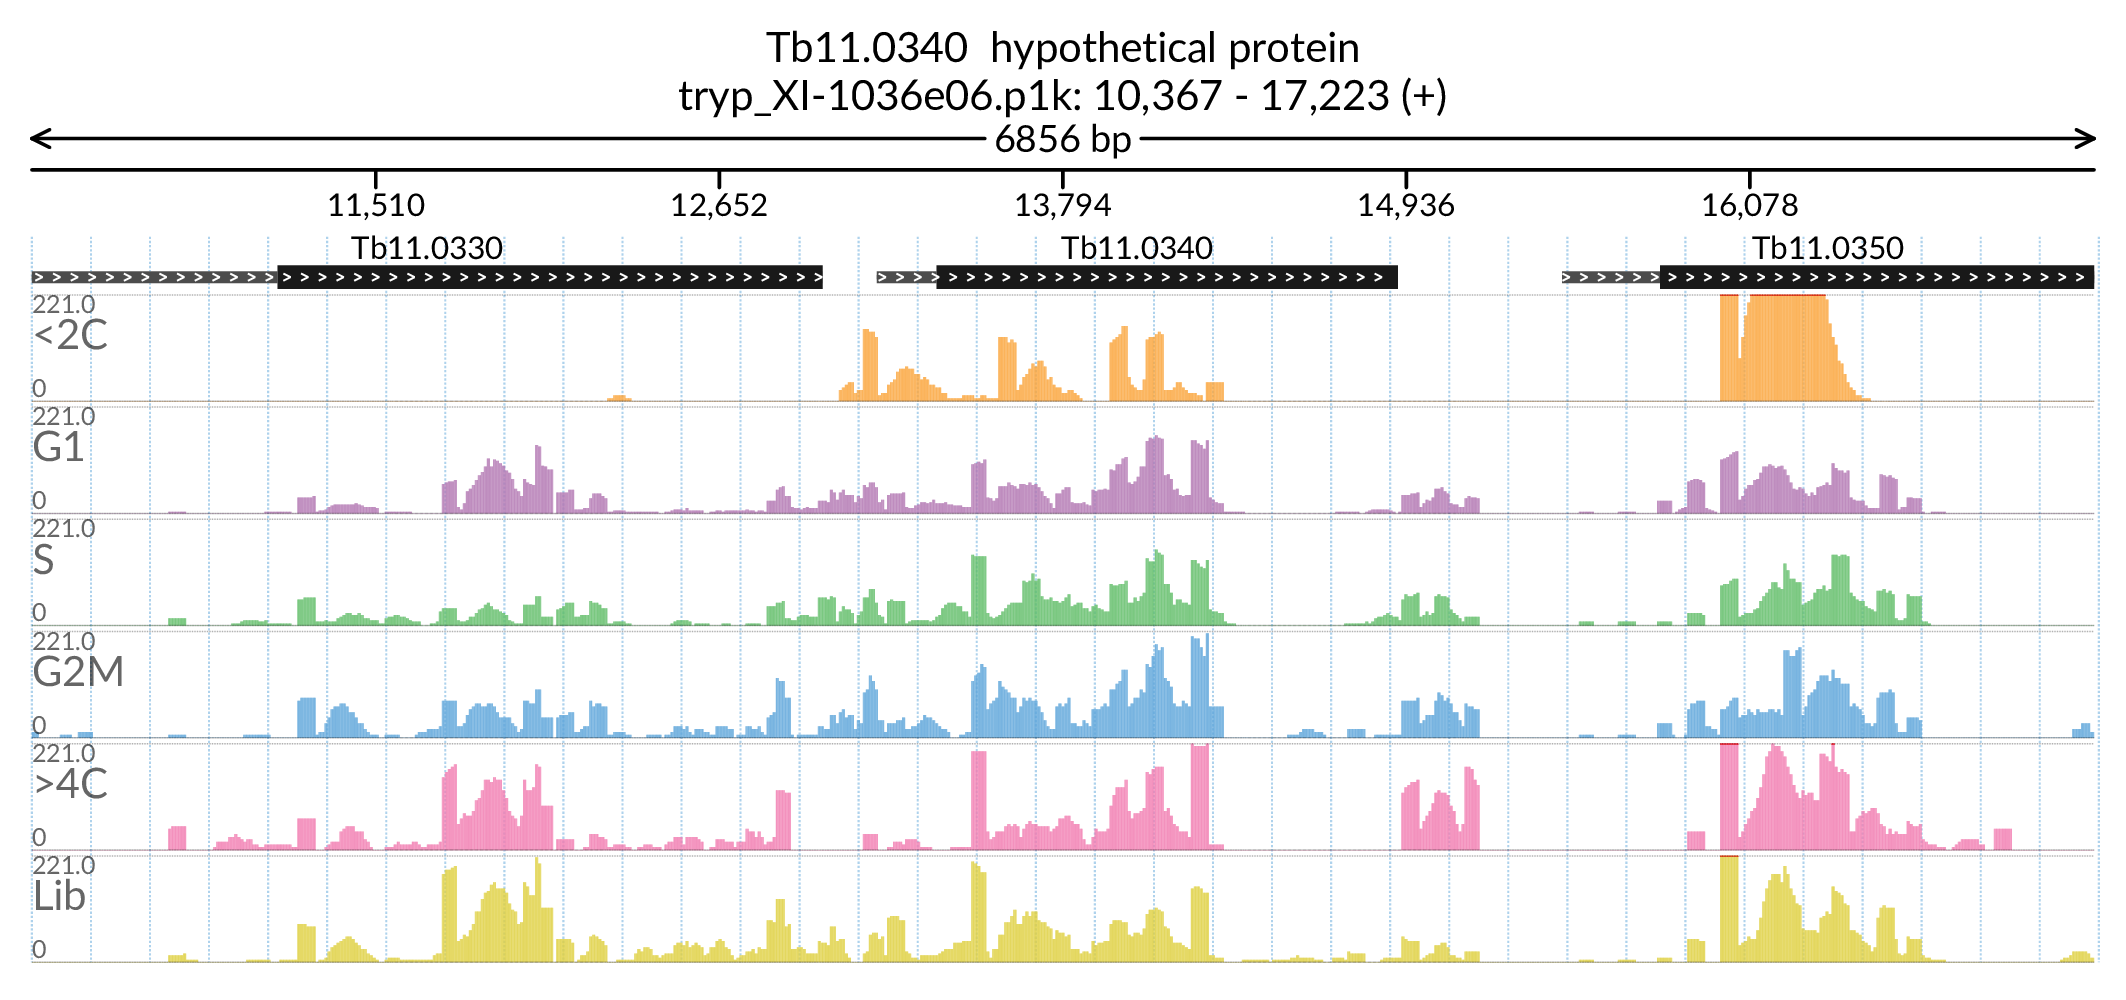 Tb11.0340 hypothetical protein
tryp_XI-1036e06.p1k: 10,367 - 17,223 (+)
6856 bp
11,510 12,652 13,794 14,936 16,078
Tb11.0330 Tb11.0340 Tb11.0350
221.0
<2C
0
221.0
G1
0
221.0
S
0
221.0
G2M
0
221.0
>4C
0
221.0
Lib
0